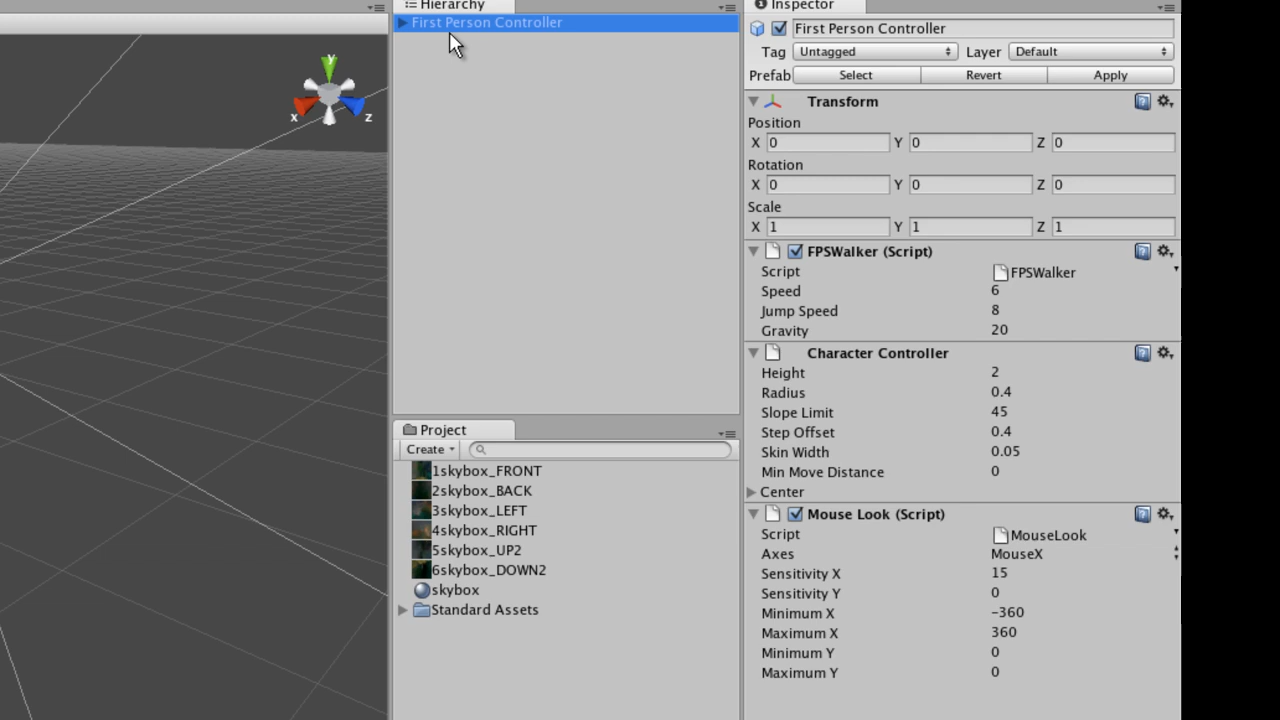 y
x
z
Hierarchy
First Person Controller
Project
Create
1skybox_FRONT
2skybox_BACK
3skybox_LEFT
4skybox_RIGHT
5skybox_UP2
6skybox_DOWN2
skybox
Standard Assets
Inspector
First Person Controller
Tag Untagged Layer Default
Prefab Select Revert Apply
Transform
Position
X 0 Y 0 Z 0
Rotation
X 0 Y 0 Z 0
Scale
X 1 Y 1 Z 1
FPSWalker (Script)
Script FPSWalker
Speed 6
Jump Speed 8
Gravity 20
Character Controller
Height 2
Radius 0.4
Slope Limit 45
Step Offset 0.4
Skin Width 0.05
Min Move Distance 0
Center
Mouse Look (Script)
Script MouseLook
Axes MouseX
Sensitivity X 15
Sensitivity Y 0
Minimum X -360
Maximum X 360
Minimum Y 0
Maximum Y 0